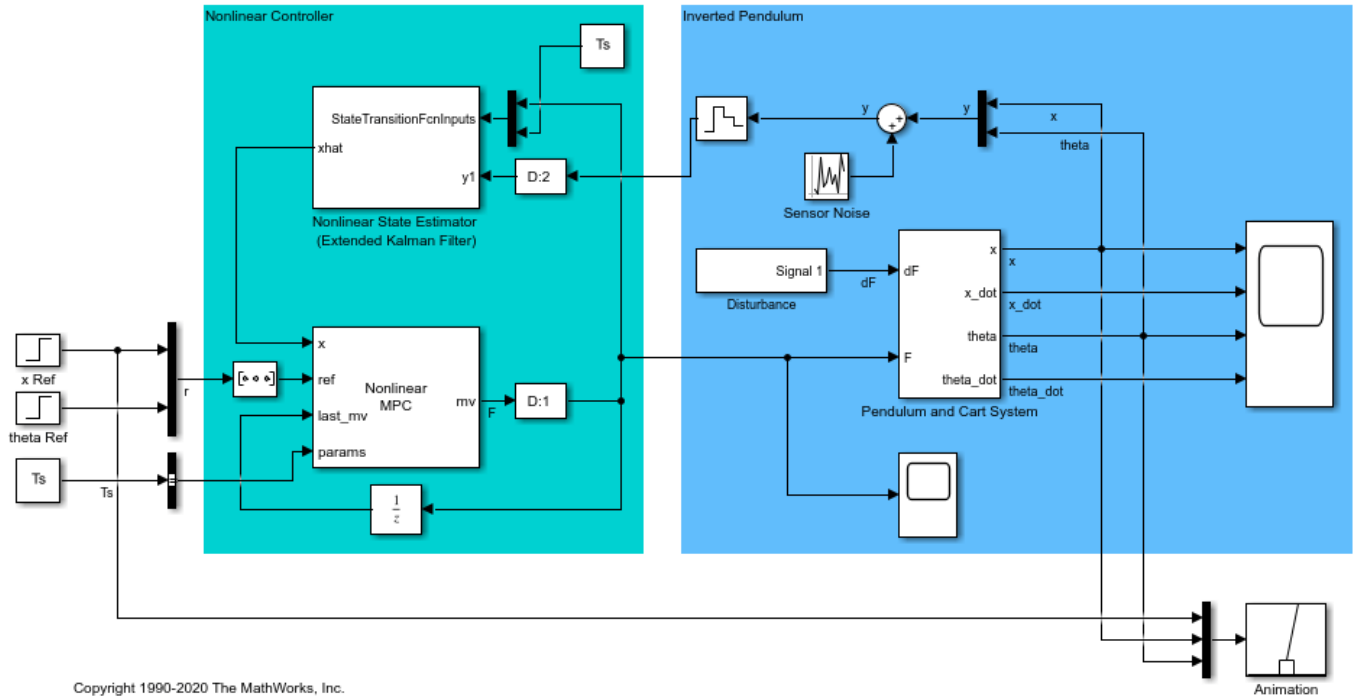 Nonlinear Controller
Ts
StateTransitionFcnInputs
xhat
y1
D:2
Nonlinear State Estimator
(Extended Kalman Filter)
x Ref
theta Ref
Ts
Ts
r
[∘∘∘]
x
ref
last_mv
params
Nonlinear
MPC
mv
F
D:1
1
z
Inverted Pendulum
y
+
+
y
x
theta
Sensor Noise
Signal 1
Disturbance
dF
dF
F
x
x_dot
theta
theta_dot
x
x_dot
theta
theta_dot
Pendulum and Cart System
Animation
Copyright 1990-2020 The MathWorks, Inc.